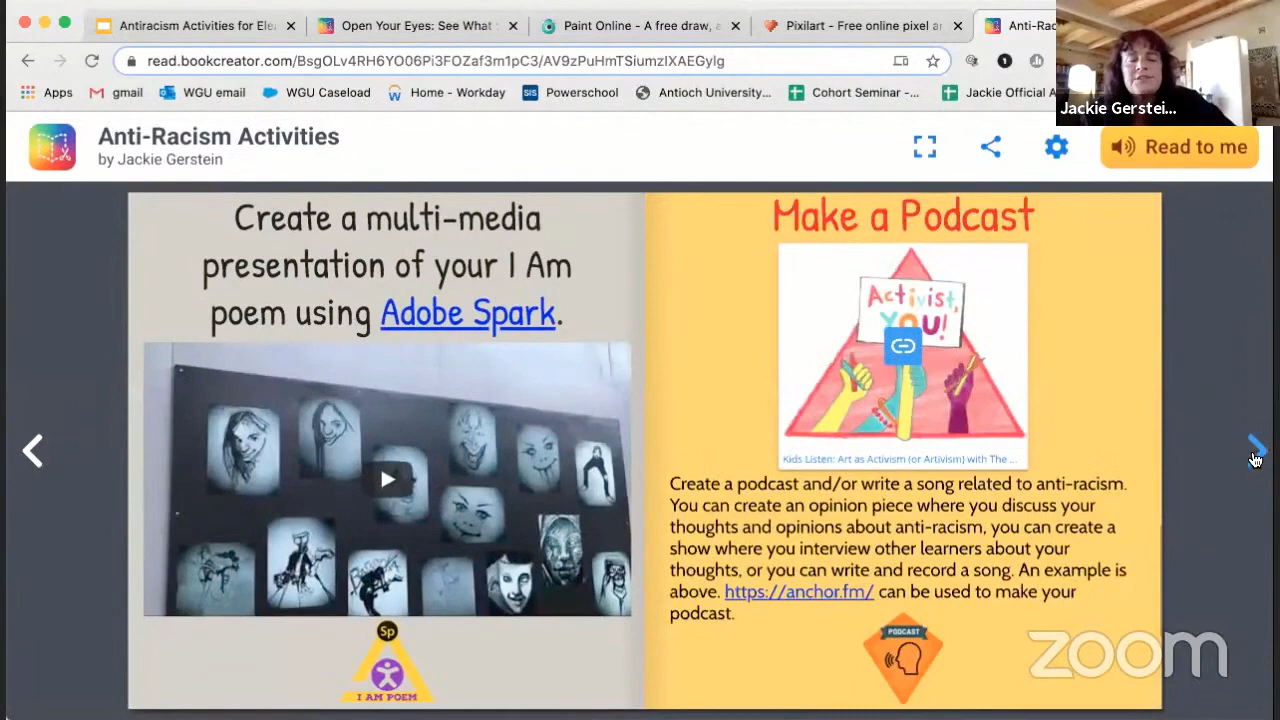 Antiracism Activities for Ele
Open Your Eyes: See What
Paint Online - A free draw, a
Pixilart - Free online pixel a
Anti-Rac
read.bookcreator.com/BsgOLv4RH6YO06Pi3FOZaf3m1pC3/AV9zPuHmTSiumzIXAEGyIg
Apps
gmail
WGU email
WGU Caseload
Home - Workday
SIS
Powerschool
Antioch University...
Cohort Seminar -...
Jackie Official A
Jackie Gerstei...
Anti-Racism Activities
by Jackie Gerstein
Read to me
Create a multi-media
presentation of your I Am
poem using Adobe Spark.
Sp
I AM POEM
Make a Podcast
Activist,
YOU!
Kids Listen: Art as Activism (or Artivism) with The ...
Create a podcast and/or write a song related to anti-racism.
You can create an opinion piece where you discuss your
thoughts and opinions about anti-racism, you can create a
show where you interview other learners about your
thoughts, or you can write and record a song. An example is
above. https://anchor.fm/ can be used to make your
podcast.
PODCAST
zoom